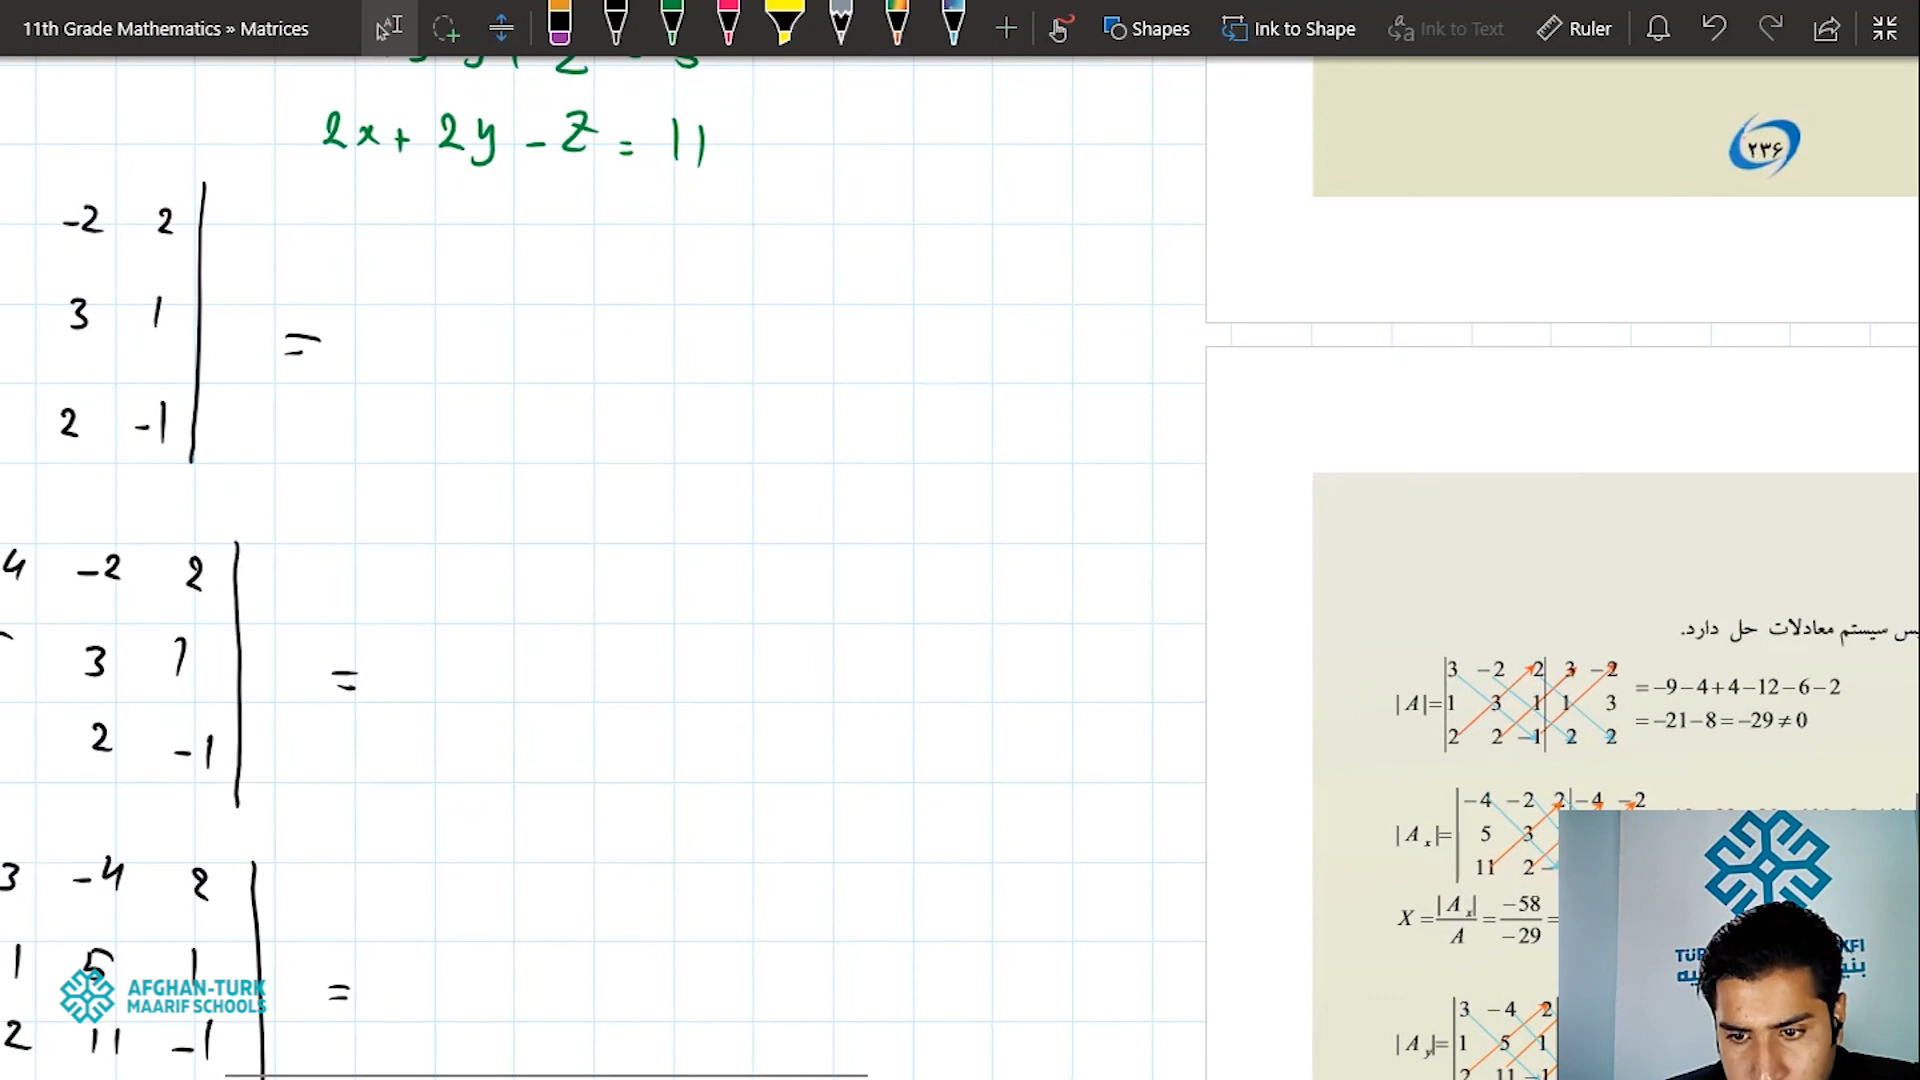 11th Grade Mathematics » Matrices
Shapes
Ink to Shape
Ink to Text
Ruler
2x + 2y - z = 11
-2 2
3 1
=
2 -1
4 -2 2
3 1
=
2 -1
3 -4 2
1 5 1
=
2 11 -1
AFGHAN-TURK
MAARIF SCHOOLS
۲۳۶
سیستم معادلات حل دارد.
3 -2 2 3 -2
|A|= 1 3 1 1 3
2 2 -1 2 2
= -9 - 4 + 4 - 12 - 6 - 2
= -21 - 8 = -29 ≠ 0
-4 -2 2 -4 -2
|A x|= 5 3
11 2 -
X = |A x| / A = -58 / -29 =
3 -4 2
|A y|= 1 5 1
2 11 -1